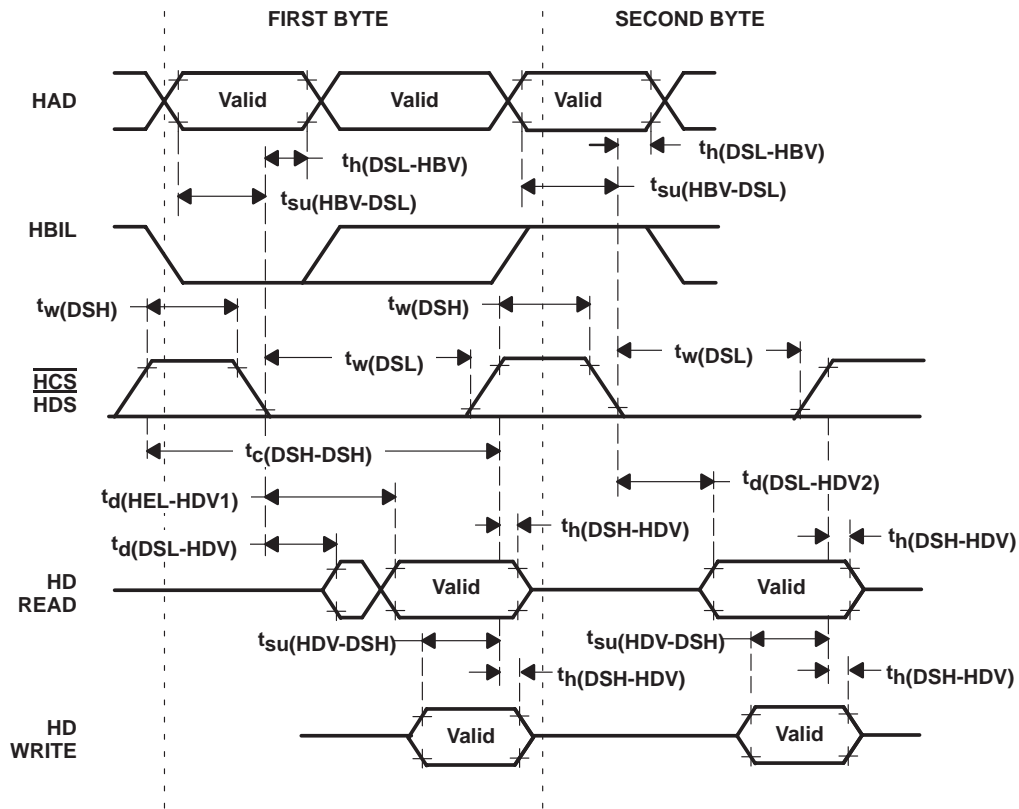 FIRST BYTE
SECOND BYTE
HAD
Valid
Valid
Valid
th(DSL-HBV)
th(DSL-HBV)
tsu(HBV-DSL)
tsu(HBV-DSL)
HBIL
tw(DSH)
tw(DSH)
tw(DSL)
tw(DSL)
HCS
HDS
tc(DSH-DSH)
td(HEL-HDV1)
td(DSL-HDV2)
th(DSH-HDV)
td(DSL-HDV)
th(DSH-HDV)
HD
READ
Valid
Valid
tsu(HDV-DSH)
tsu(HDV-DSH)
th(DSH-HDV)
th(DSH-HDV)
HD
WRITE
Valid
Valid